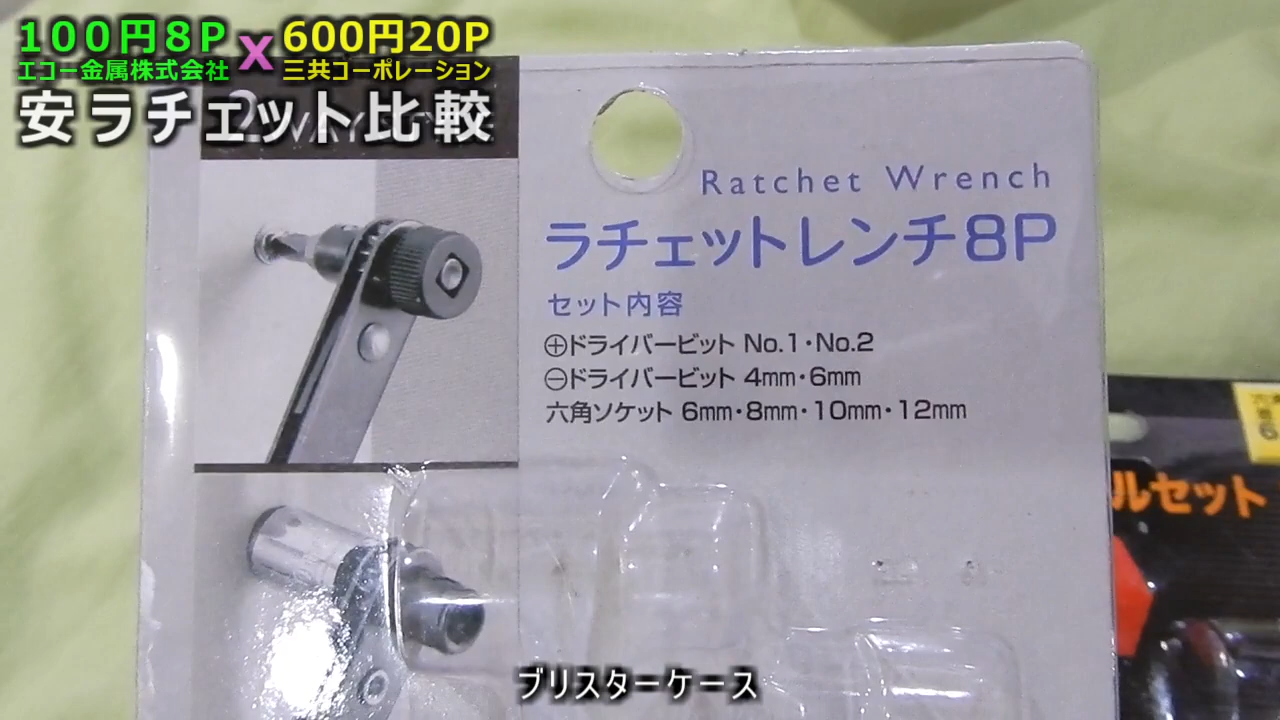 100円8P x 600円20P
エコー金属株式会社 三共コーポレーション
安ラチェット比較
Ratchet Wrench
ラチェットレンチ8P
セット内容
⊕ドライバービット No.1・No.2
⊖ドライバービット 4mm・6mm
六角ソケット 6mm・8mm・10mm・12mm
ルセット
ブリスターケース